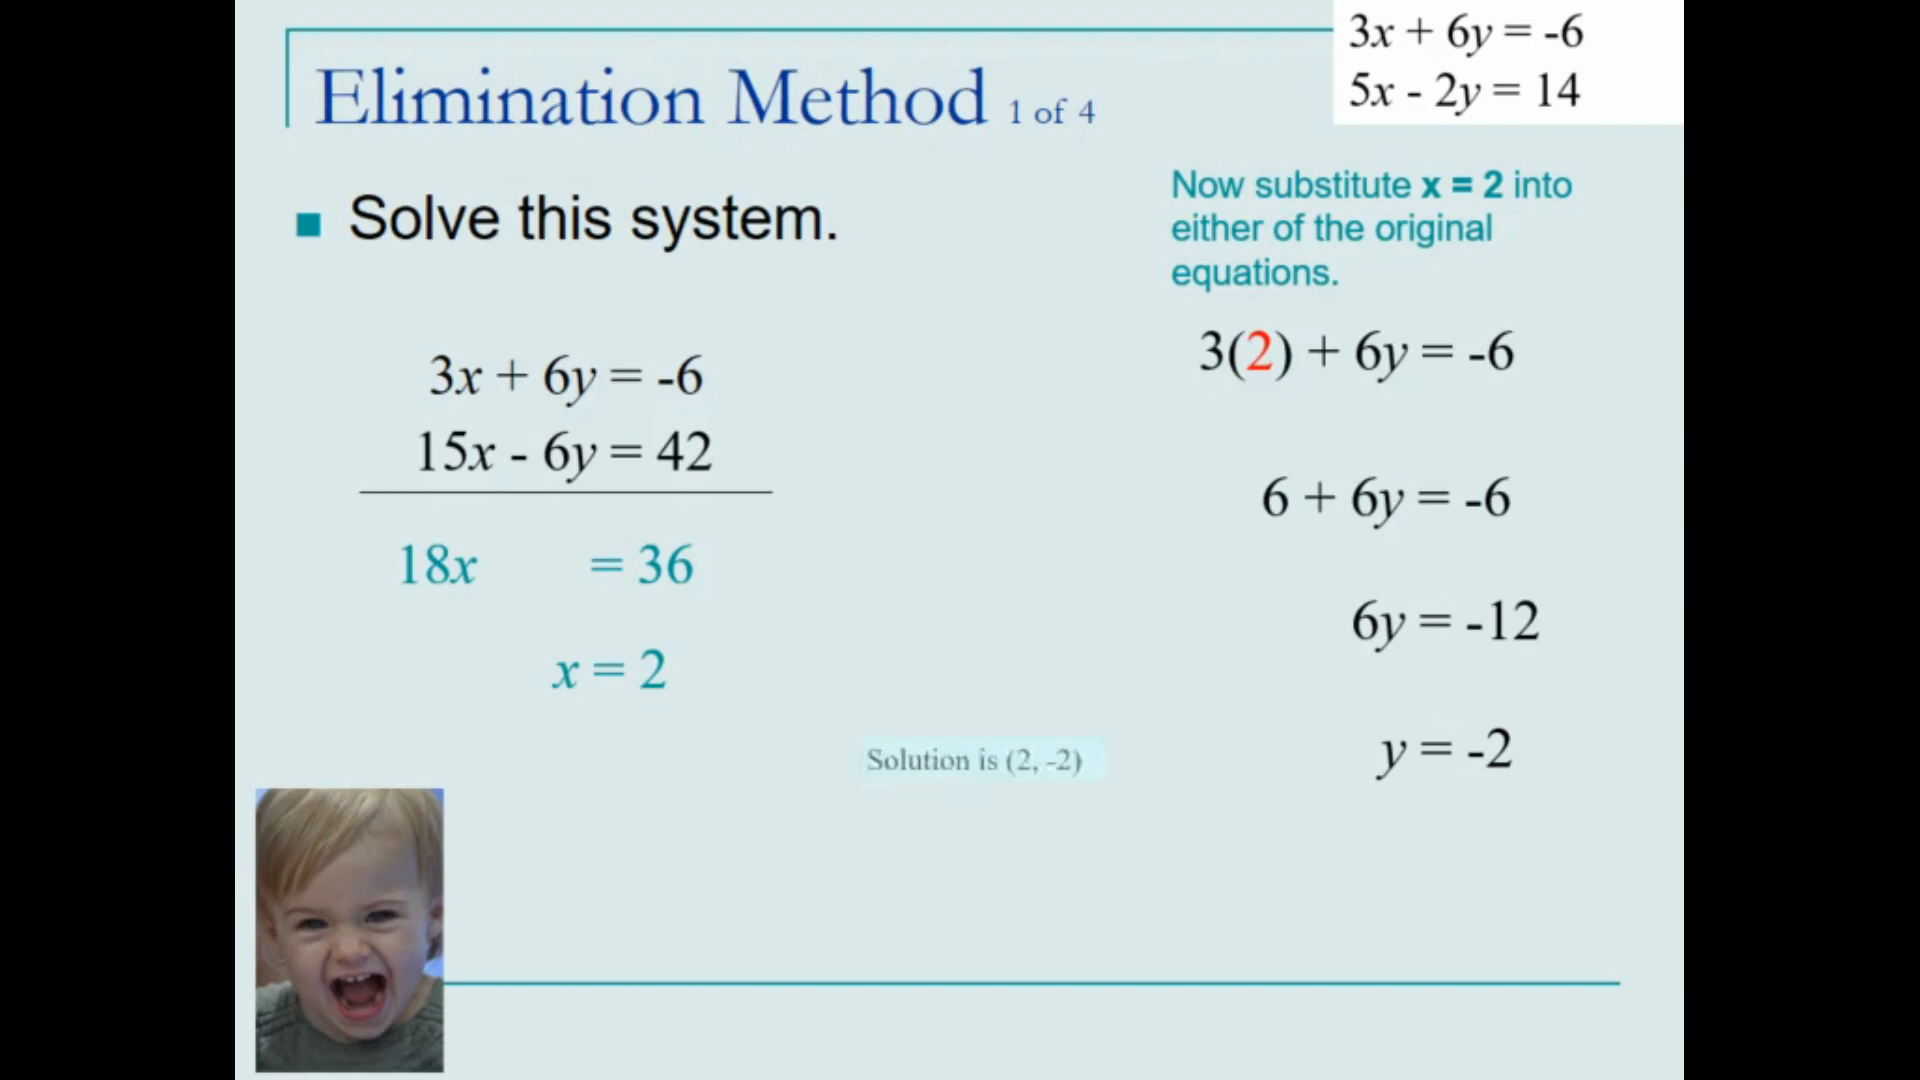 3x + 6y = -6
5x - 2y = 14
Elimination Method 1 of 4
Solve this system.
3x + 6y = -6
15x - 6y = 42
18x = 36
x = 2
Now substitute x = 2 into
either of the original
equations.
3(2) + 6y = -6
6 + 6y = -6
6y = -12
y = -2
Solution is (2, -2)